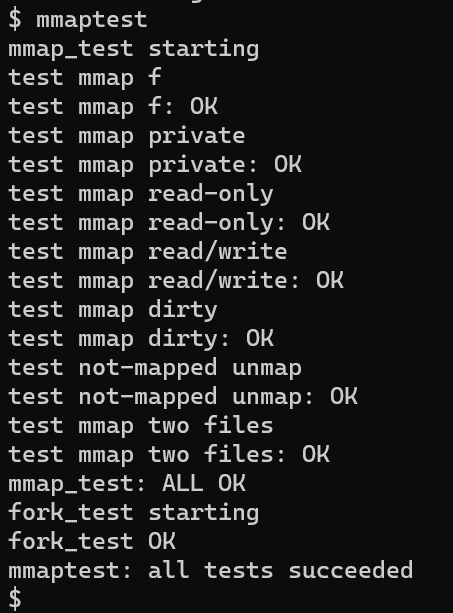 $ mmaptest
mmap_test starting
test mmap f
test mmap f: OK
test mmap private
test mmap private: OK
test mmap read-only
test mmap read-only: OK
test mmap read/write
test mmap read/write: OK
test mmap dirty
test mmap dirty: OK
test not-mapped unmap
test not-mapped unmap: OK
test mmap two files
test mmap two files: OK
mmap_test: ALL OK
fork_test starting
fork_test OK
mmaptest: all tests succeeded
$